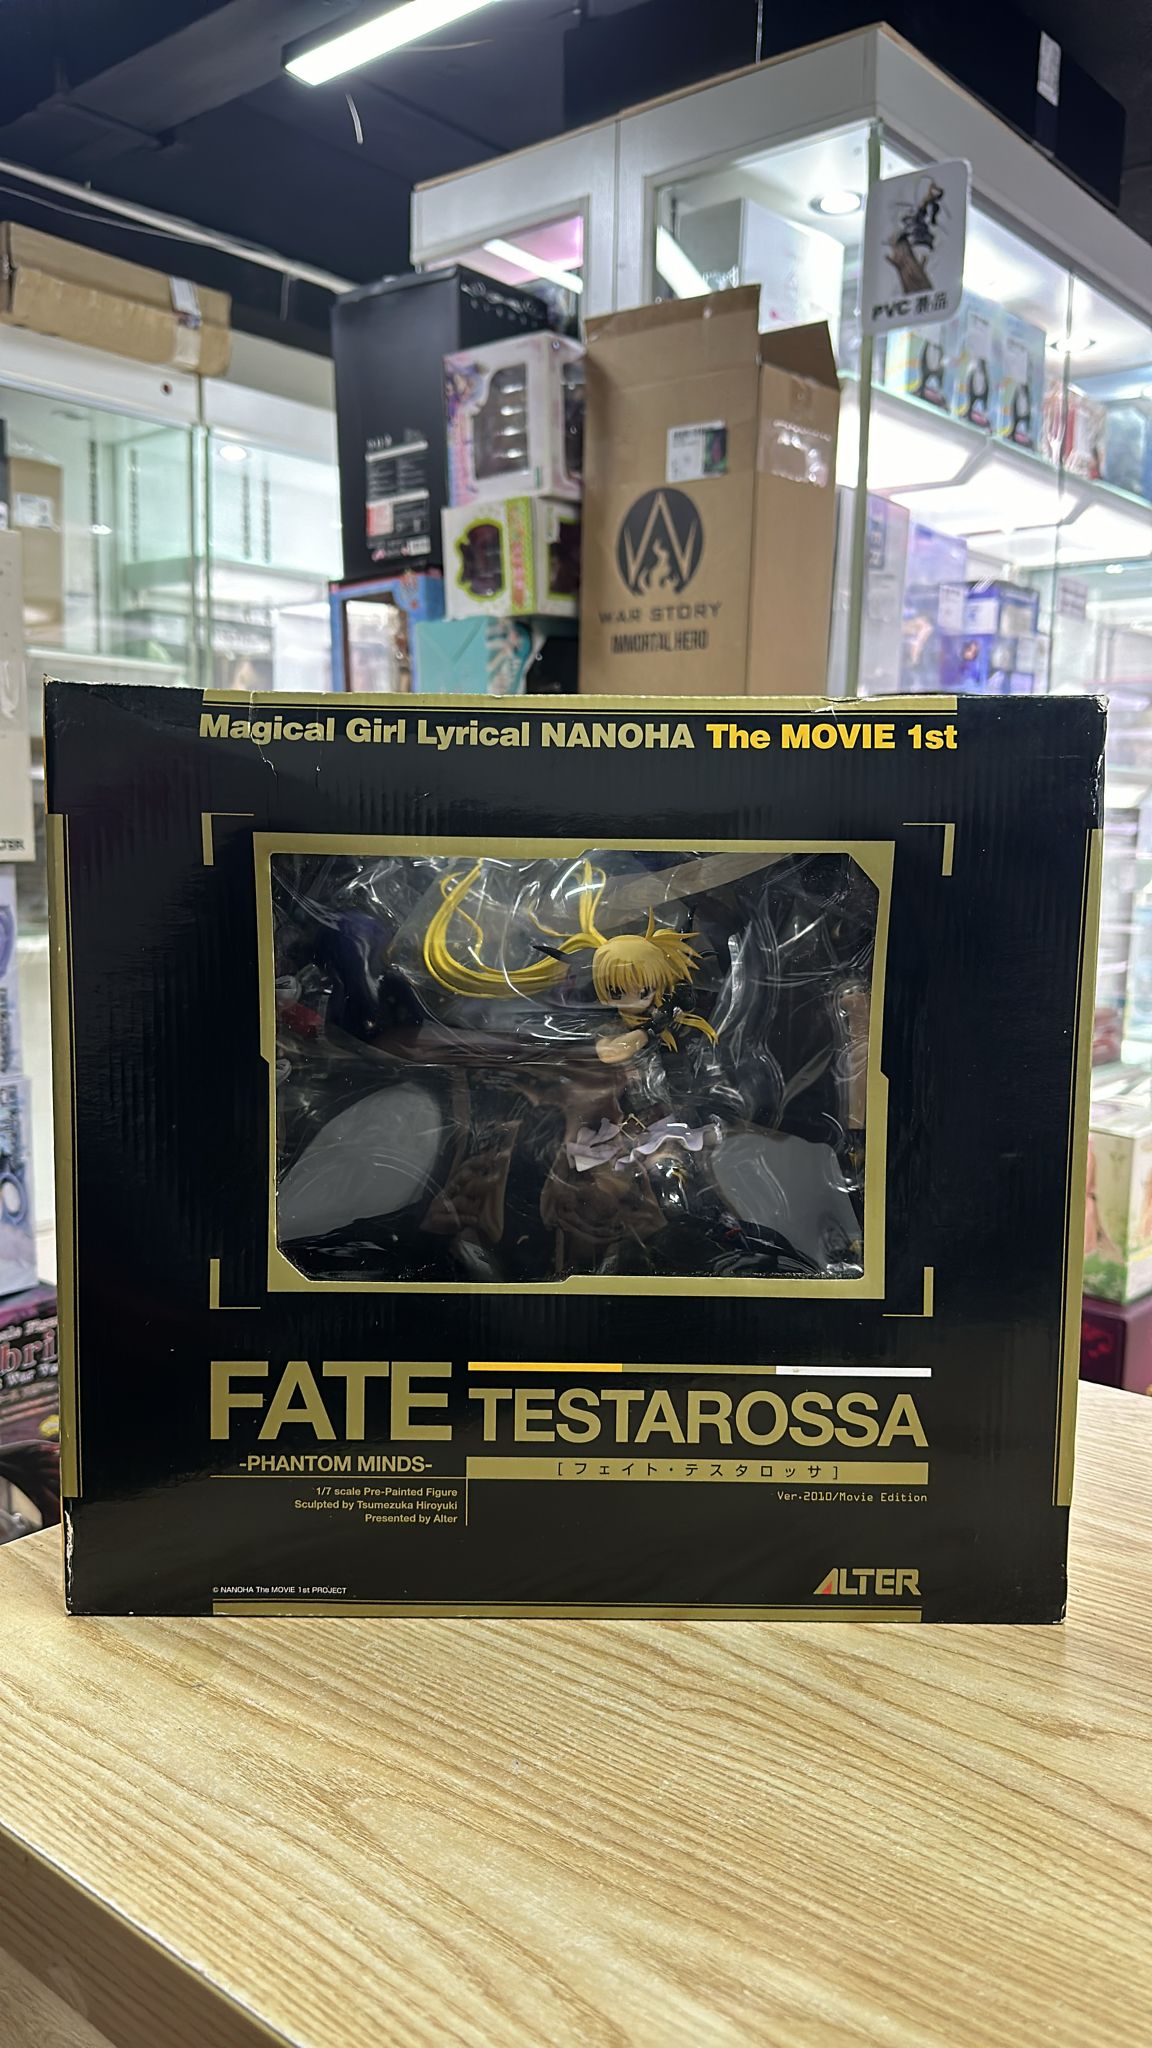 PVC 景品
WAR STORY
IMMORTAL HERO
Magical Girl Lyrical NANOHA The MOVIE 1st
FATE TESTAROSSA
-PHANTOM MINDS-
[フェイト・テスタロッサ]
1/7 scale Pre-Painted Figure
Sculpted by Tsumezuka Hiroyuki
Presented by Alter
Ver.2010/Movie Edition
© NANOHA The MOVIE 1st PROJECT
ALTER